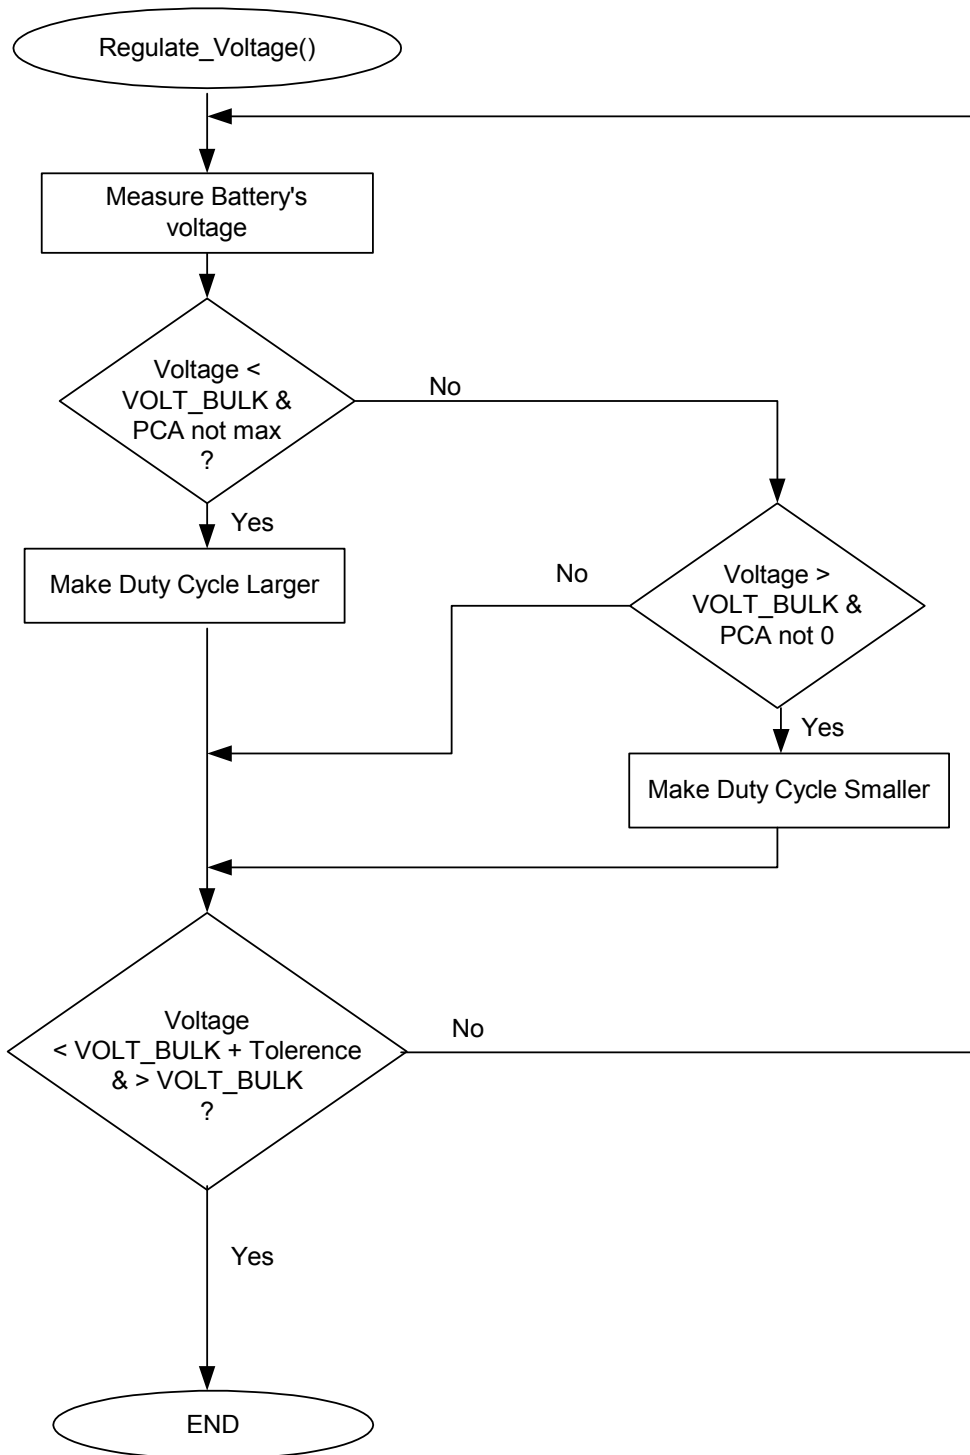 Regulate_Voltage()
Measure Battery's
voltage
Voltage <
VOLT_BULK &
PCA not max
?
No
Yes
Make Duty Cycle Larger
No
Voltage >
VOLT_BULK &
PCA not 0
Yes
Make Duty Cycle Smaller
Voltage
< VOLT_BULK + Tolerence
& > VOLT_BULK
?
No
Yes
END